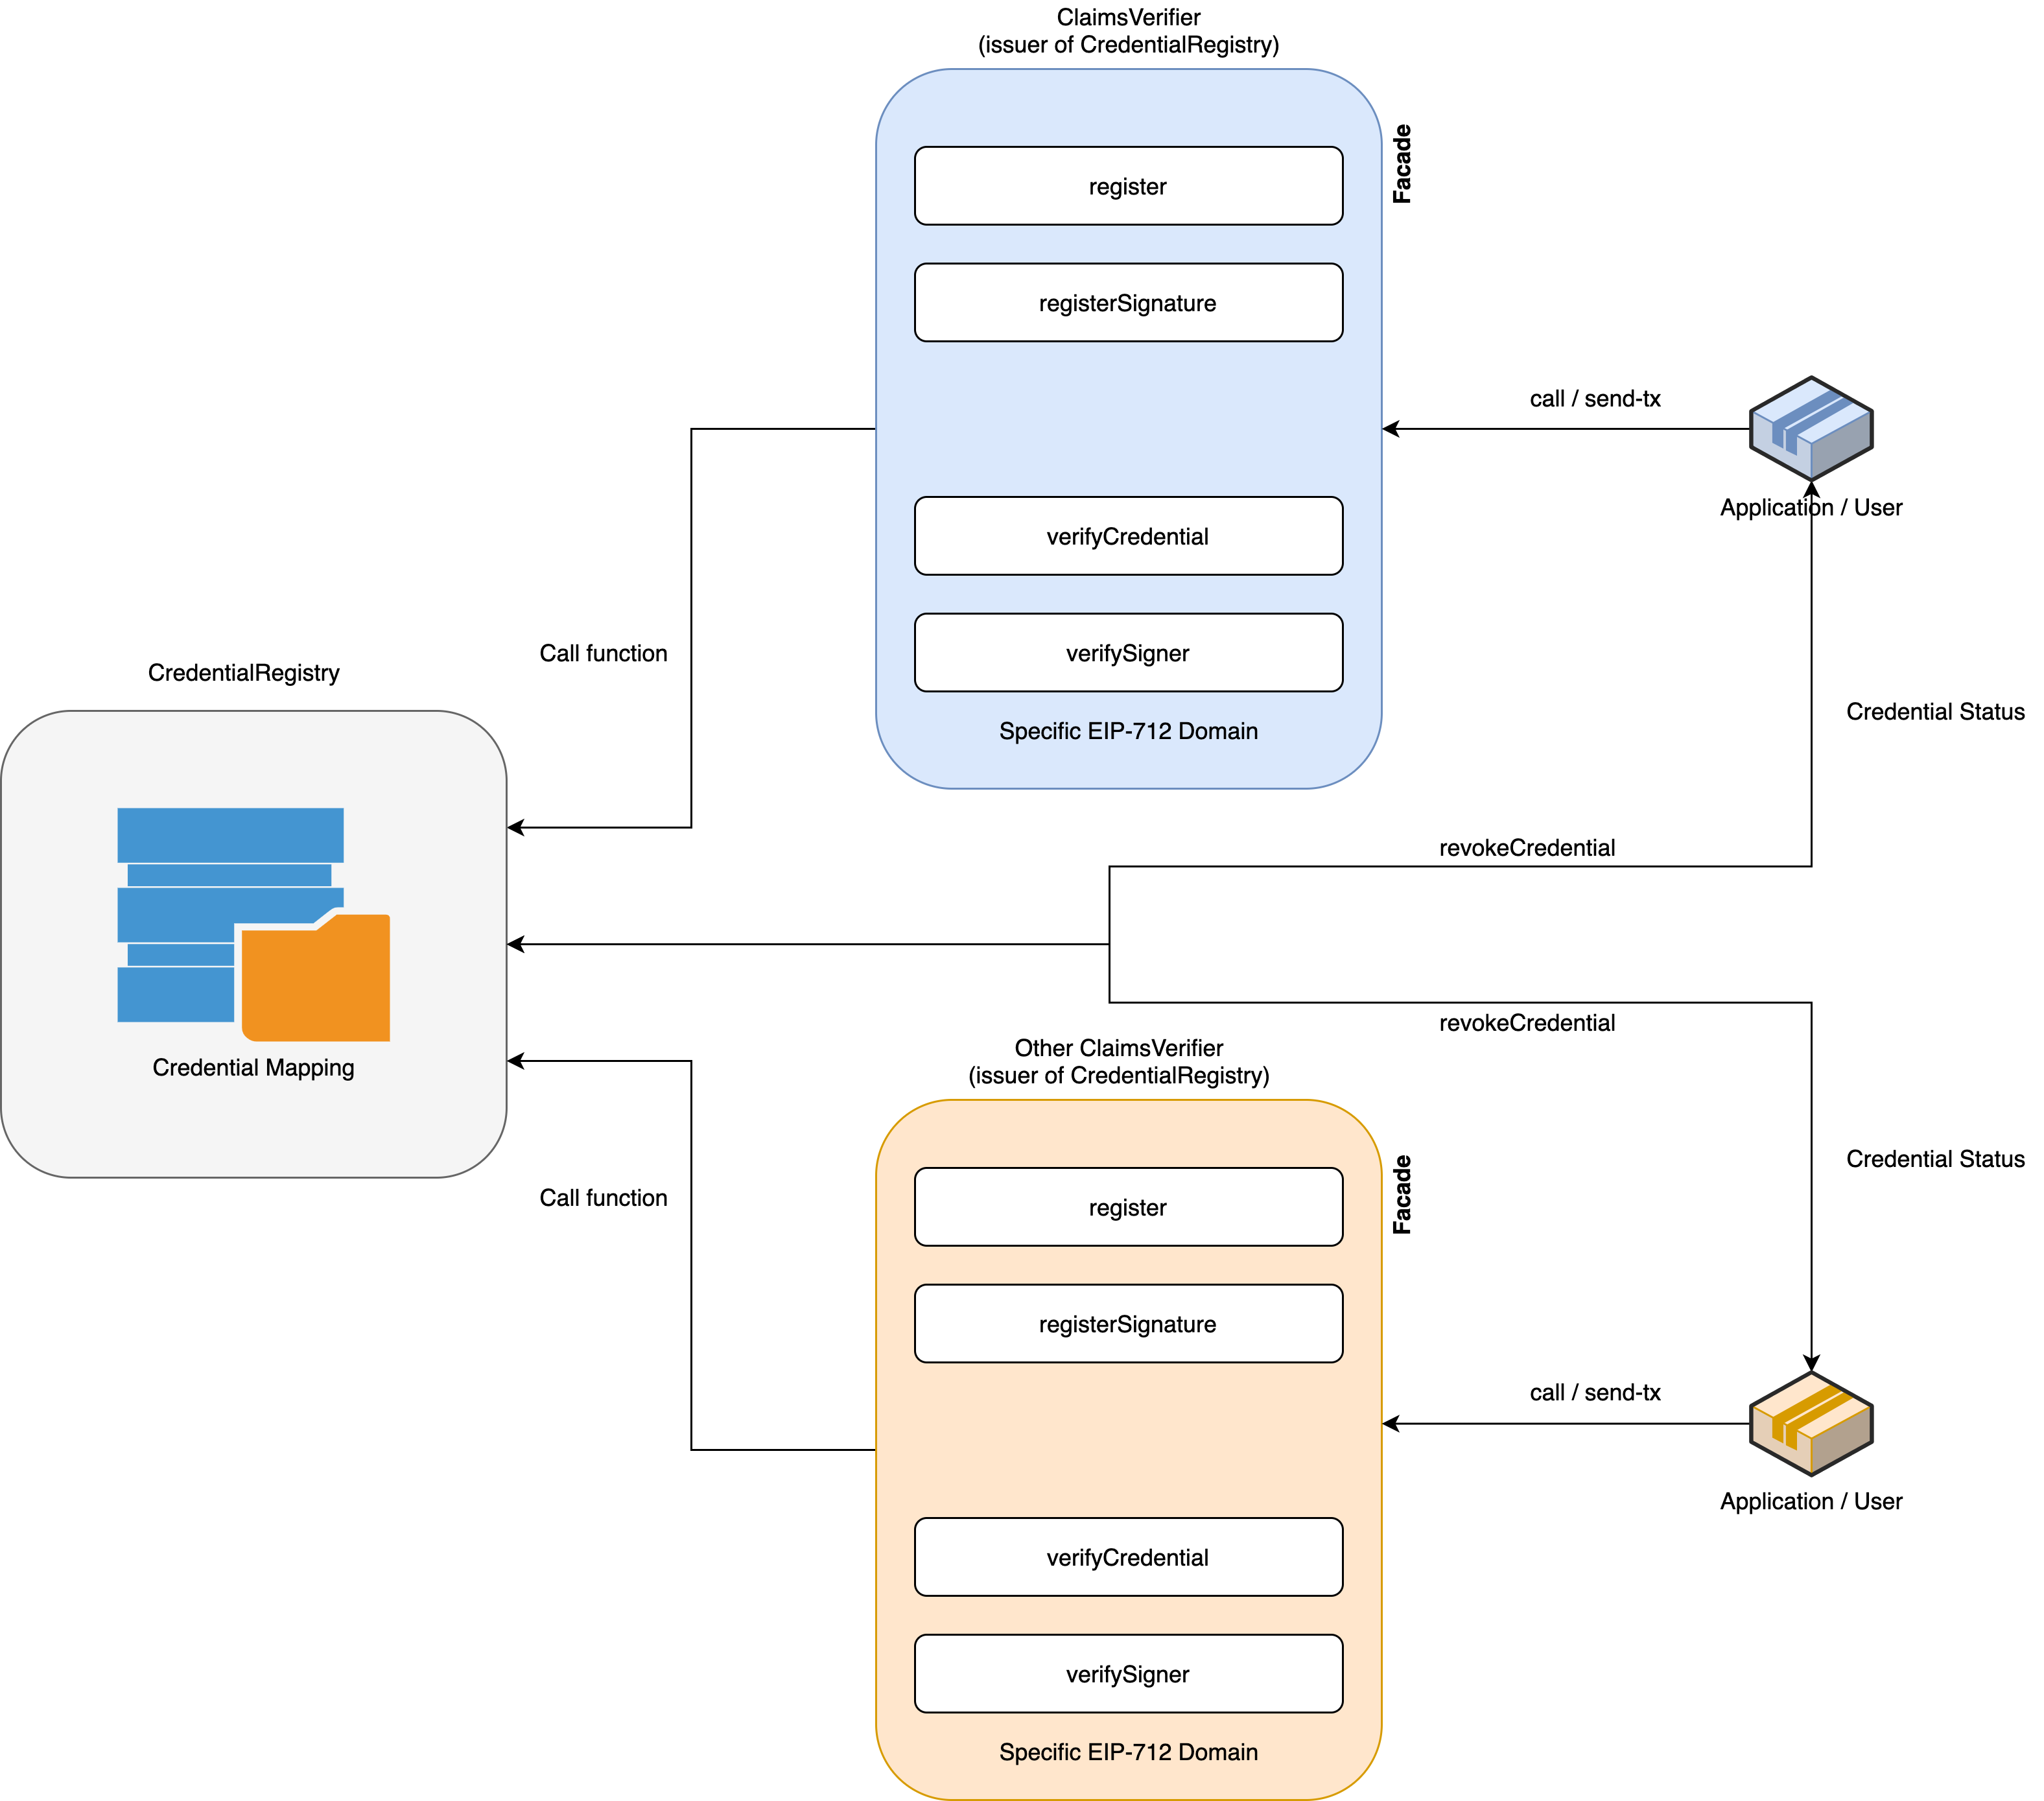 ClaimsVerifier
(issuer of CredentialRegistry)
Facade
register
registerSignature
call / send-tx
Application / User
verifyCredential
verifySigner
Call function
CredentialRegistry
Credential Status
Specific EIP-712 Domain
revokeCredential
Credential Mapping
revokeCredential
Other ClaimsVerifier
(issuer of CredentialRegistry)
Credential Status
Facade
Call function
register
registerSignature
call / send-tx
Application / User
verifyCredential
verifySigner
Specific EIP-712 Domain